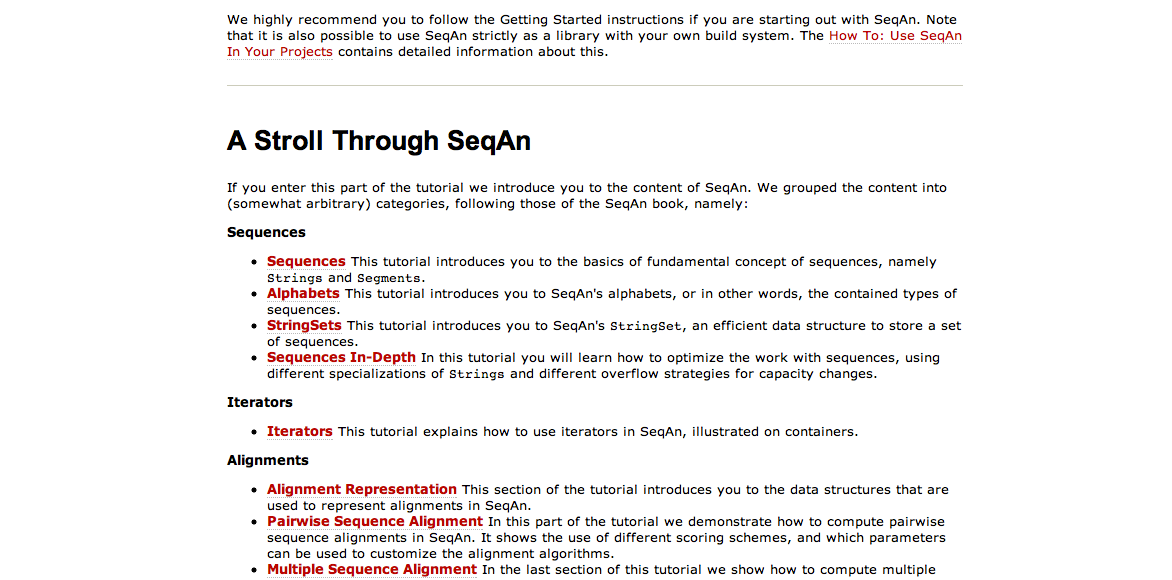 We highly recommend you to follow the Getting Started instructions if you are starting out with SeqAn. Note
that it is also possible to use SeqAn strictly as a library with your own build system. The How To: Use SeqAn
In Your Projects contains detailed information about this.
A Stroll Through SeqAn
If you enter this part of the tutorial we introduce you to the content of SeqAn. We grouped the content into
(somewhat arbitrary) categories, following those of the SeqAn book, namely:
Sequences
• Sequences This tutorial introduces you to the basics of fundamental concept of sequences, namely
Strings and Segments.
• Alphabets This tutorial introduces you to SeqAn's alphabets, or in other words, the contained types of
sequences.
• StringSets This tutorial introduces you to SeqAn's StringSet, an efficient data structure to store a set
of sequences.
• Sequences In-Depth In this tutorial you will learn how to optimize the work with sequences, using
different specializations of Strings and different overflow strategies for capacity changes.
Iterators
• Iterators This tutorial explains how to use iterators in SeqAn, illustrated on containers.
Alignments
• Alignment Representation This section of the tutorial introduces you to the data structures that are
used to represent alignments in SeqAn.
• Pairwise Sequence Alignment In this part of the tutorial we demonstrate how to compute pairwise
sequence alignments in SeqAn. It shows the use of different scoring schemes, and which parameters
can be used to customize the alignment algorithms.
• Multiple Sequence Alignment In the last section of this tutorial we show how to compute multiple